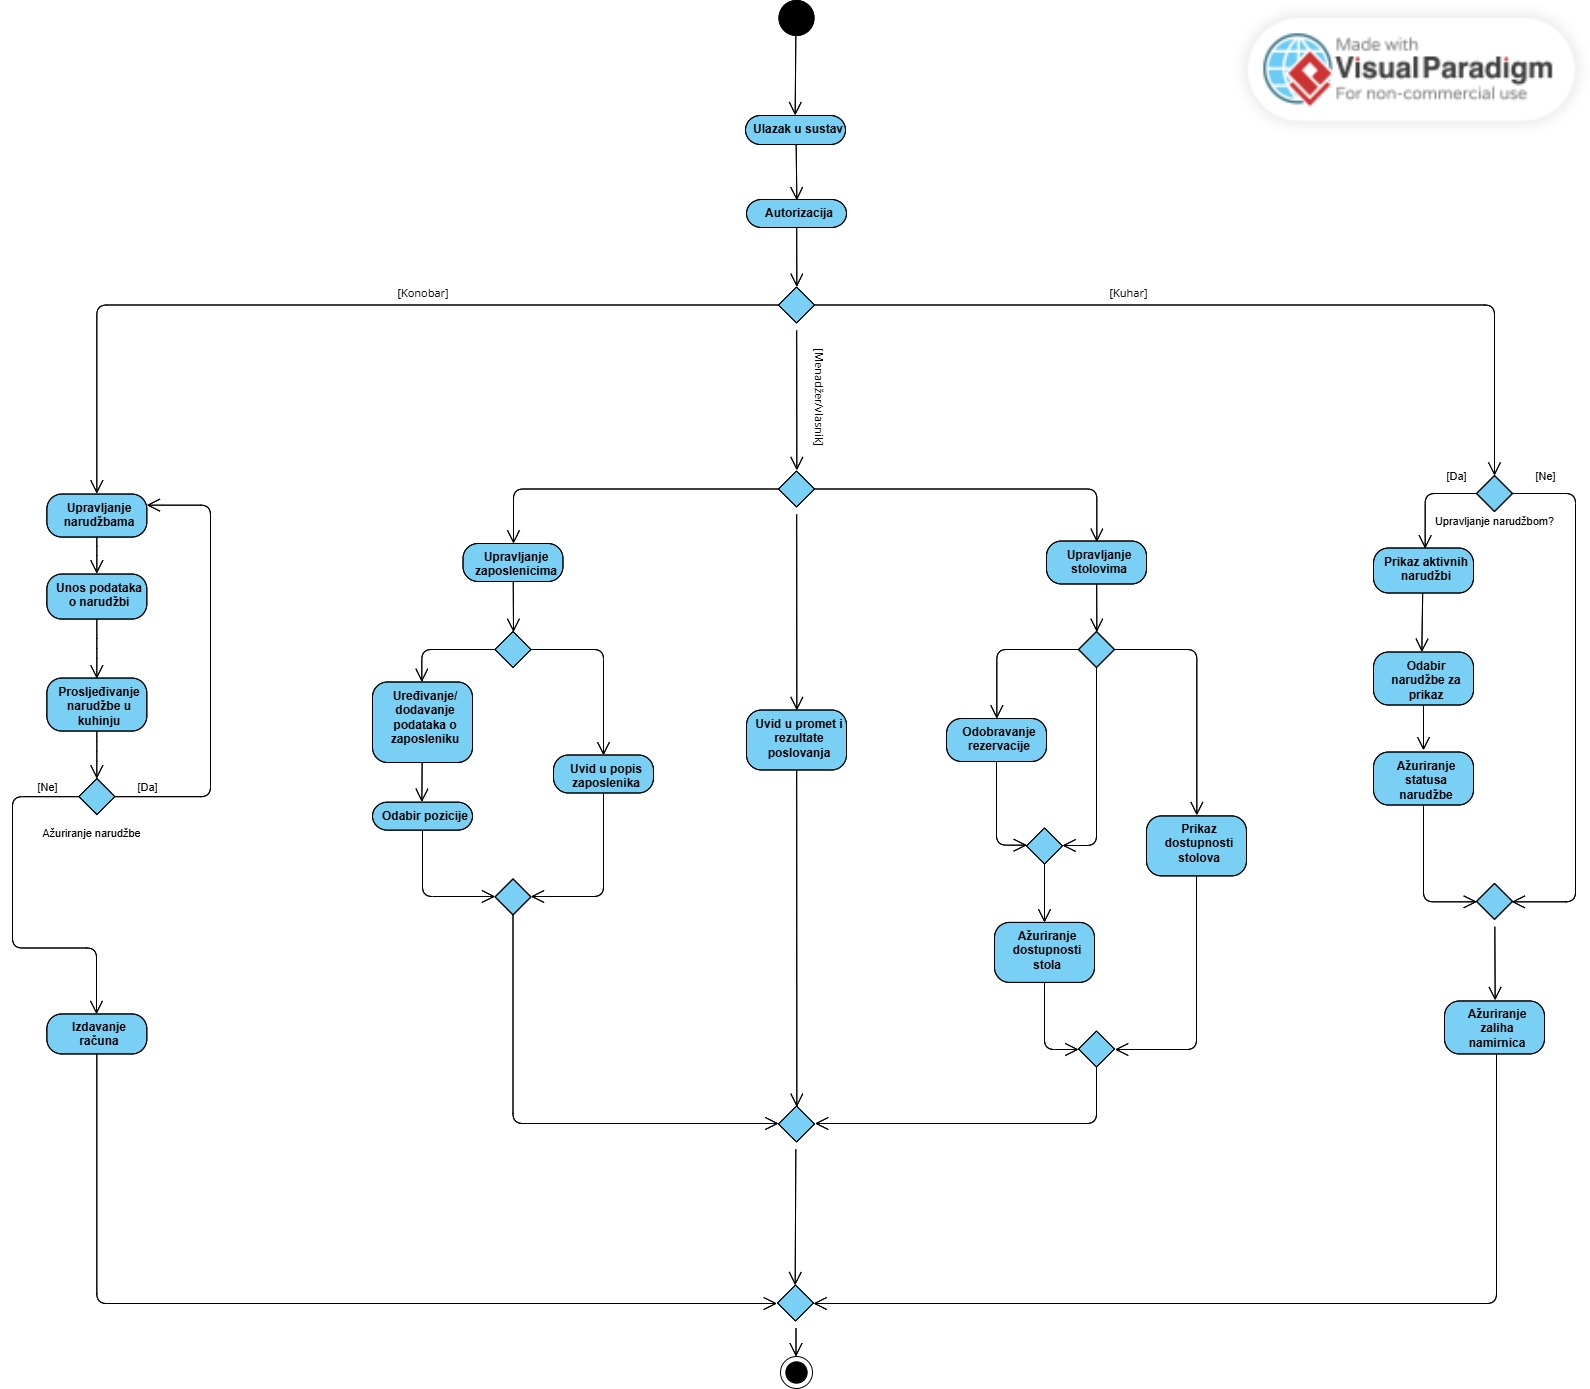 Made with
Visual Paradigm
For non-commercial use
Ulazak u sustav
Autorizacija
[Konobar]
[Kuhar]
[Menadžer/vlasnik]
Upravljanje
narudžbama
Unos podataka
o narudžbi
Prosljeđivanje
narudžbe u
kuhinju
[Ne]
[Da]
Ažuriranje narudžbe
Izdavanje
računa
Upravljanje
zaposlenicima
Uređivanje/
dodavanje
podataka o
zaposleniku
Odabir pozicije
Uvid u popis
zaposlenika
Uvid u promet i
rezultate
poslovanja
Upravljanje
stolovima
Odobravanje
rezervacije
Prikaz
dostupnosti
stolova
Ažuriranje
dostupnosti
stola
[Da]
[Ne]
Upravljanje narudžbom?
Prikaz aktivnih
narudžbi
Odabir
narudžbe za
prikaz
Ažuriranje
statusa
narudžbe
Ažuriranje
zaliha
namirnica